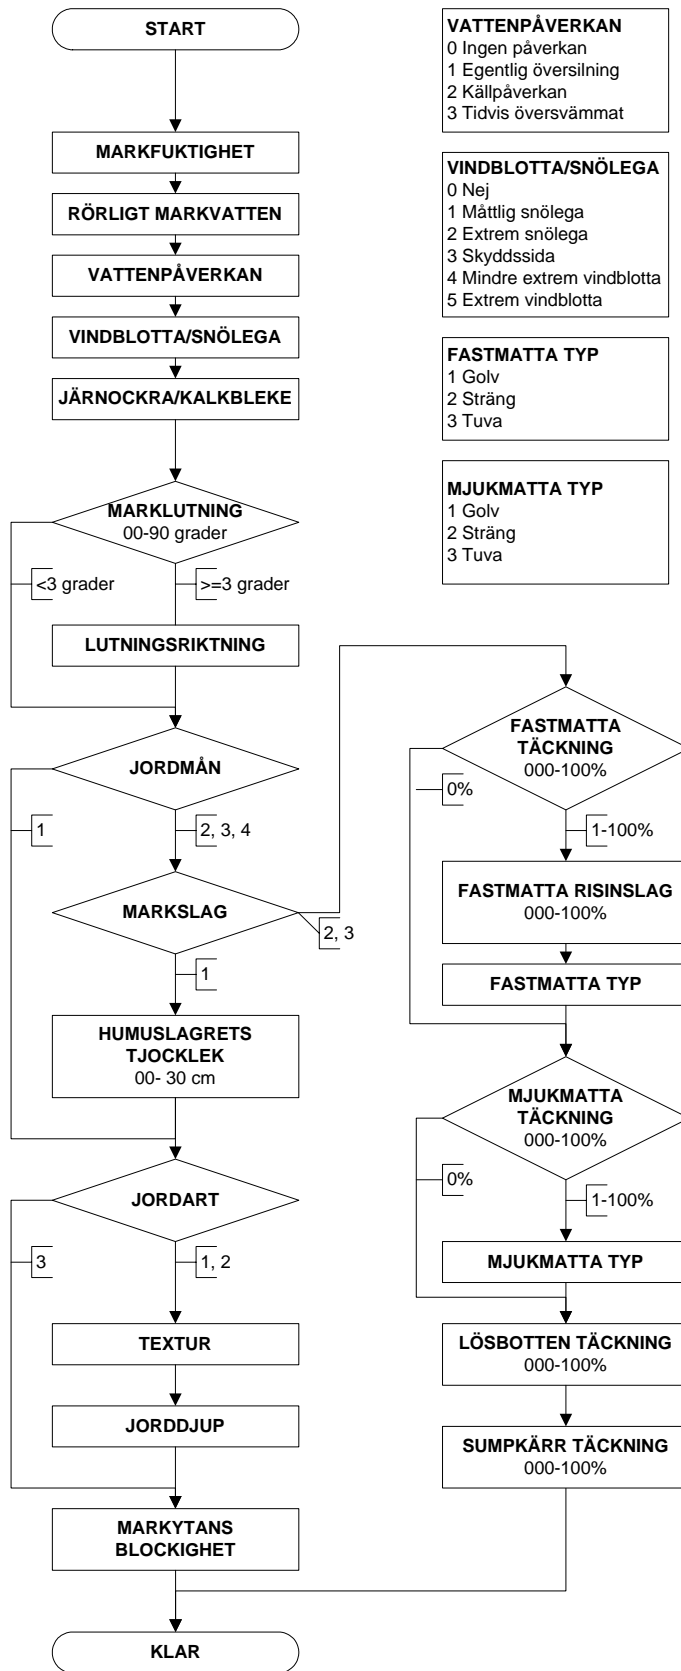 START
MARKFUKTIGHET
RÖRLIGT MARKVATTEN
VATTENPÅVERKAN
VINDBLOTTA/SNÖLEGA
JÄRNOCKRA/KALKBLEKE
MARKLUTNING
00-90 grader
<3 grader
>=3 grader
LUTNINGSRIKTNING
JORDMÅN
1
2, 3, 4
MARKSLAG
2, 3
1
HUMUSLAGRETS
TJOCKLEK
00- 30 cm
JORDART
3
1, 2
TEXTUR
JORDDJUP
MARKYTANS
BLOCKIGHET
KLAR
VATTENPÅVERKAN
0 Ingen påverkan
1 Egentlig översilning
2 Källpåverkan
3 Tidvis översvämmat
VINDBLOTTA/SNÖLEGA
0 Nej
1 Måttlig snölega
2 Extrem snölega
3 Skyddssida
4 Mindre extrem vindblotta
5 Extrem vindblotta
FASTMATTA TYP
1 Golv
2 Sträng
3 Tuva
MJUKMATTA TYP
1 Golv
2 Sträng
3 Tuva
FASTMATTA
TÄCKNING
000-100%
0%
1-100%
FASTMATTA RISINSLAG
000-100%
FASTMATTA TYP
MJUKMATTA
TÄCKNING
000-100%
0%
1-100%
MJUKMATTA TYP
LÖSBOTTEN TÄCKNING
000-100%
SUMPKÄRR TÄCKNING
000-100%